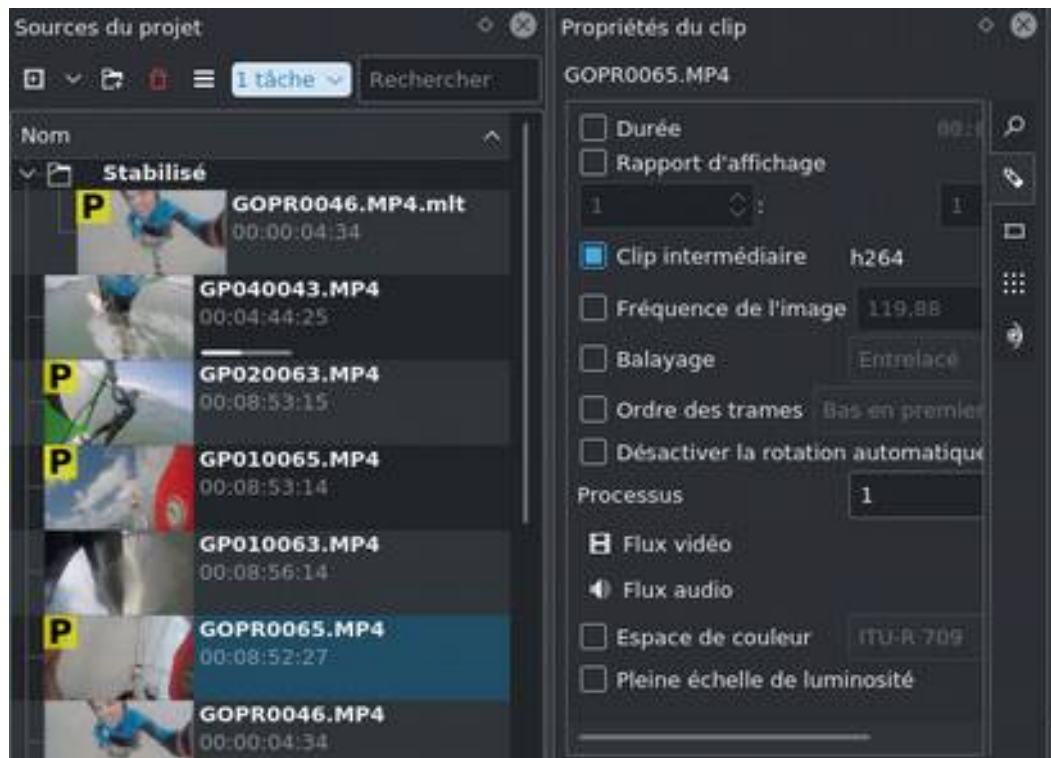 Sources du projet
1 tâche
Rechercher
Nom
Stabilisé
P
GOPR0046.MP4.mlt
00:00:04:34
GP040043.MP4
00:04:44:25
P
GP020063.MP4
00:08:53:15
P
GP010065.MP4
00:08:53:14
GP010063.MP4
00:08:56:14
P
GOPR0065.MP4
00:08:52:27
GOPR0046.MP4
00:00:04:34
Propriétés du clip
GOPR0065.MP4
Durée
Rapport d'affichage
1 : 1
Clip intermédiaire h264
Fréquence de l'image 119,88
Balayage Entrelacé
Ordre des trames Bas en premier
Désactiver la rotation automatique
Processus 1
Flux vidéo
Flux audio
Espace de couleur ITU-R 709
Pleine échelle de luminosité